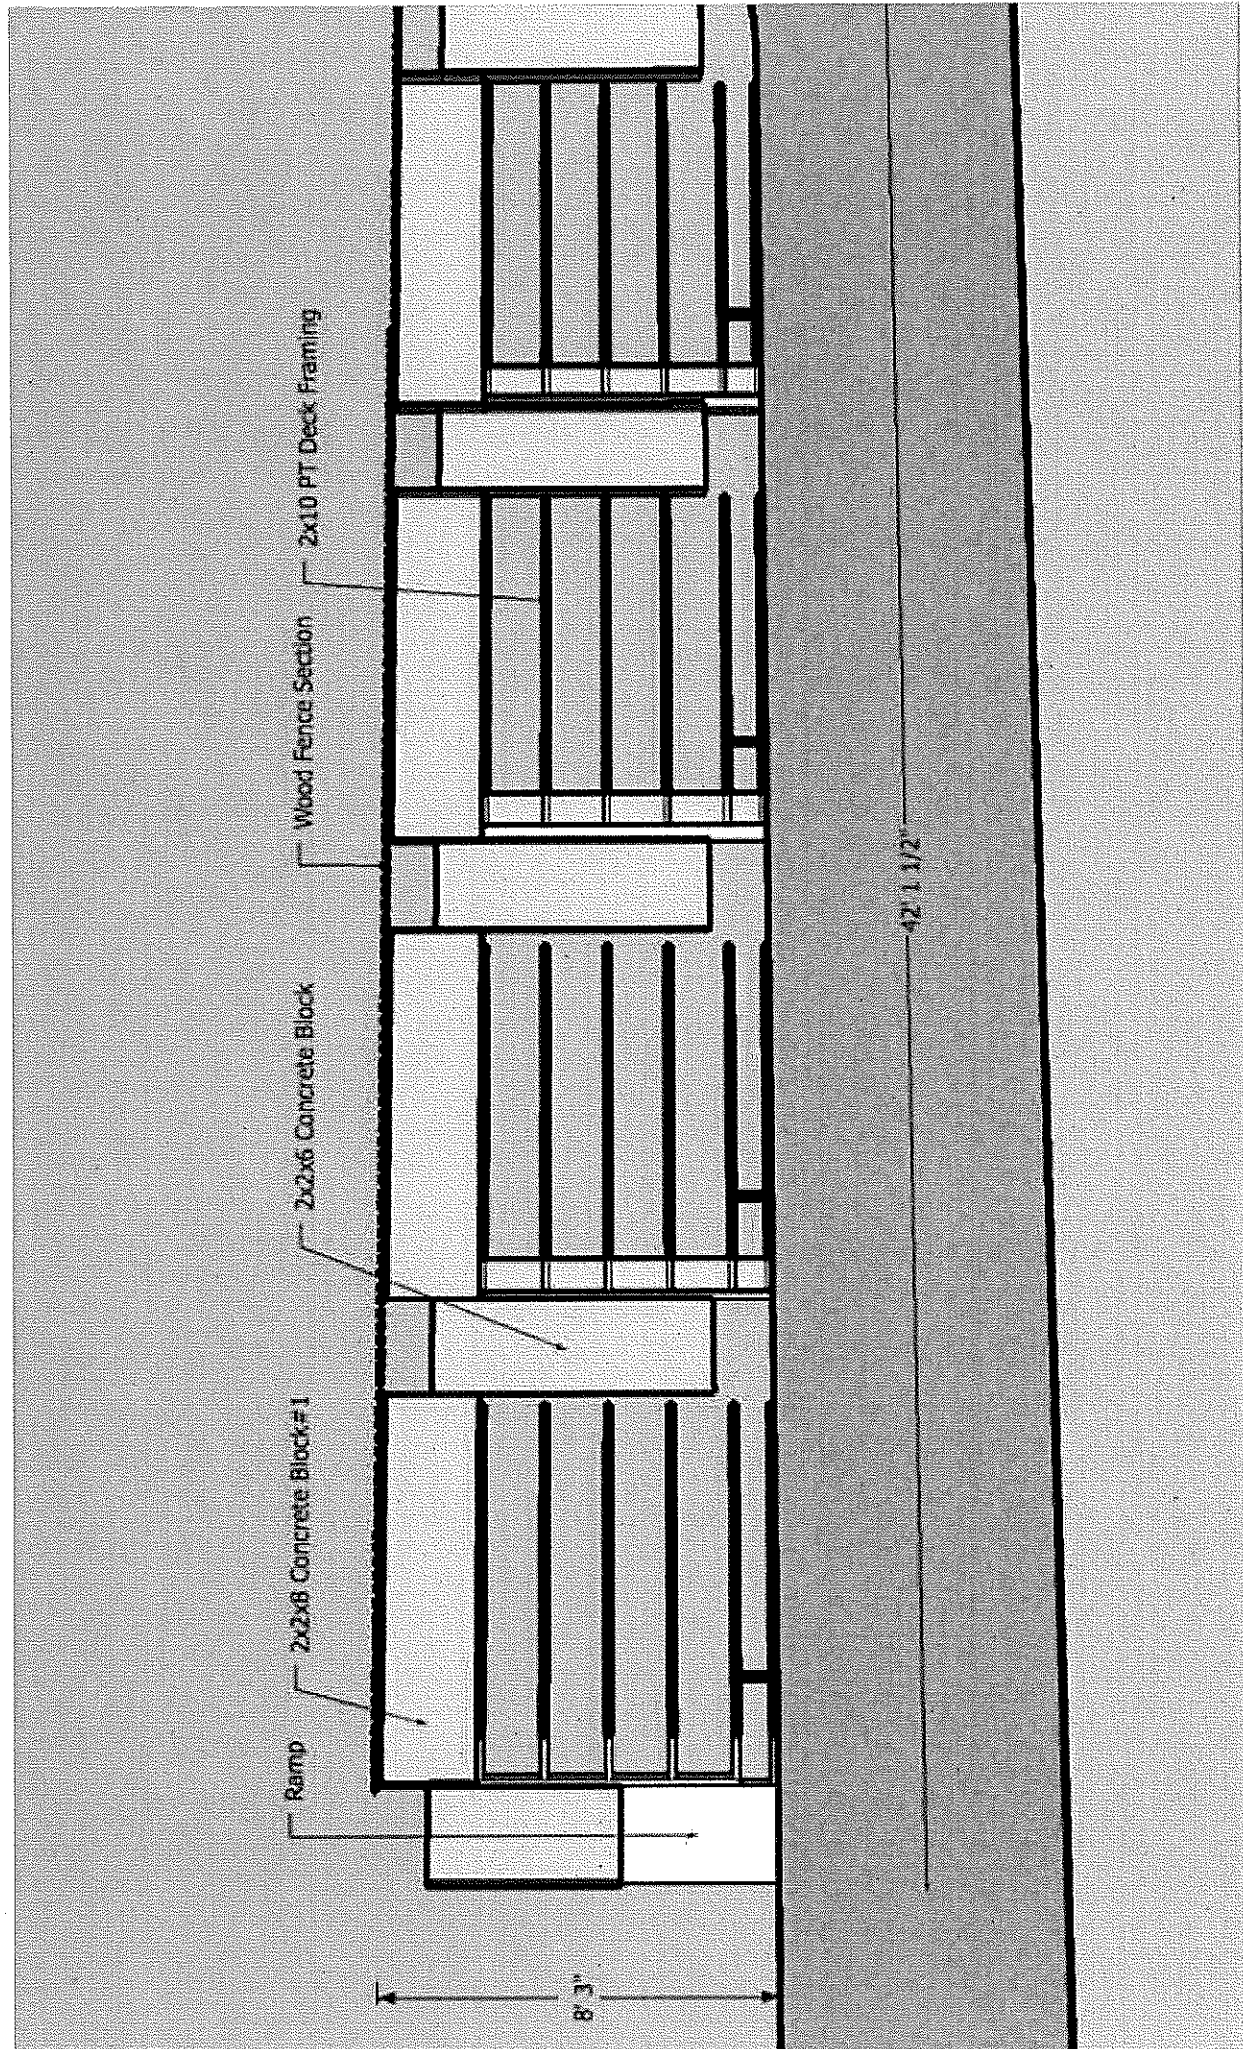 Ramp
2x2x8 Concrete Block#1
2x2x6 Concrete Block
Wood Fence Section
2x10 PT Deck Framing
42' 1 1/2"
8' 3"